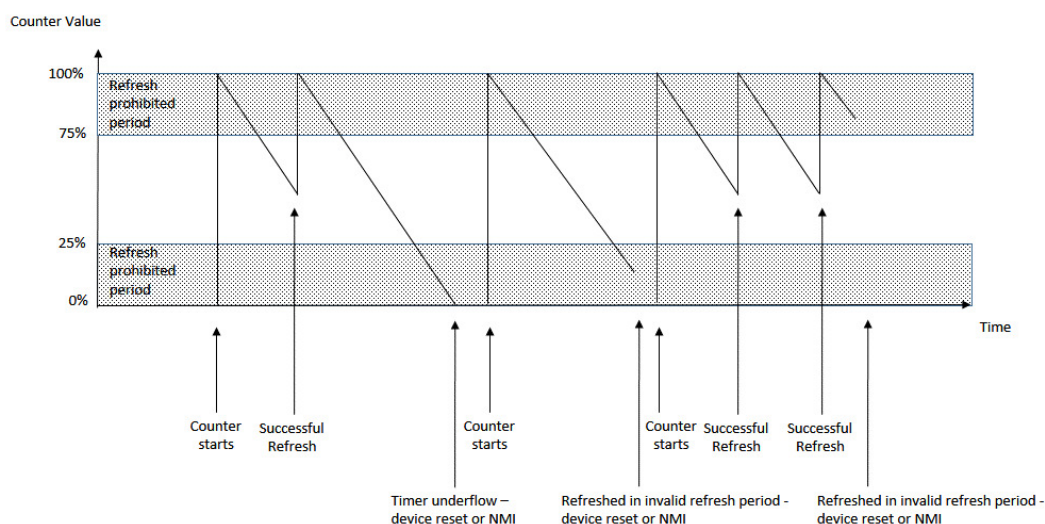 Counter Value
100%
Refresh
prohibited
period
75%
25%
Refresh
prohibited
period
0%
Time
Counter
starts
Successful
Refresh
Counter
starts
Counter
starts
Successful
Refresh
Successful
Refresh
Timer underflow –
device reset or NMI
Refreshed in invalid refresh period -
device reset or NMI
Refreshed in invalid refresh period -
device reset or NMI